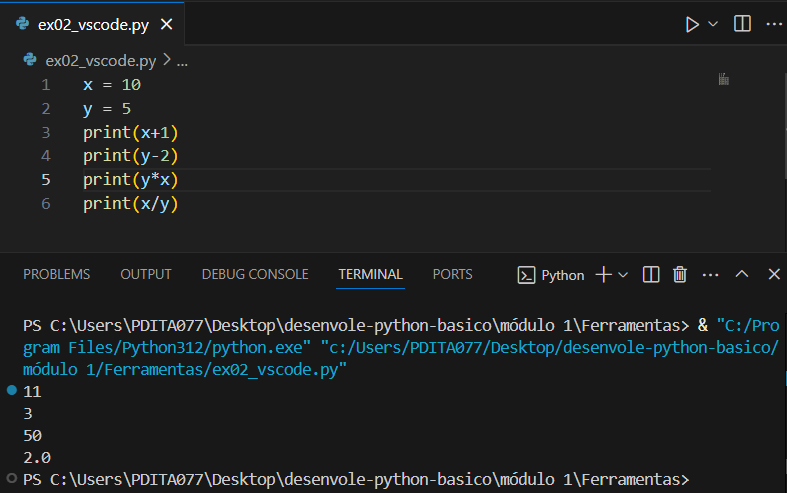 ex02_vscode.py
ex02_vscode.py > ...
1 x = 10
2 y = 5
3 print(x+1)
4 print(y-2)
5 print(y*x)
6 print(x/y)
PROBLEMS OUTPUT DEBUG CONSOLE TERMINAL PORTS Python
PS C:\Users\PDITA077\Desktop\desenvole-python-basico\módulo 1\Ferramentas> & "C:/Pro
gram Files/Python312/python.exe" "c:/Users/PDITA077/Desktop/desenvole-python-basico/
módulo 1/Ferramentas/ex02_vscode.py"
11
3
50
2.0
PS C:\Users\PDITA077\Desktop\desenvole-python-basico\módulo 1\Ferramentas>